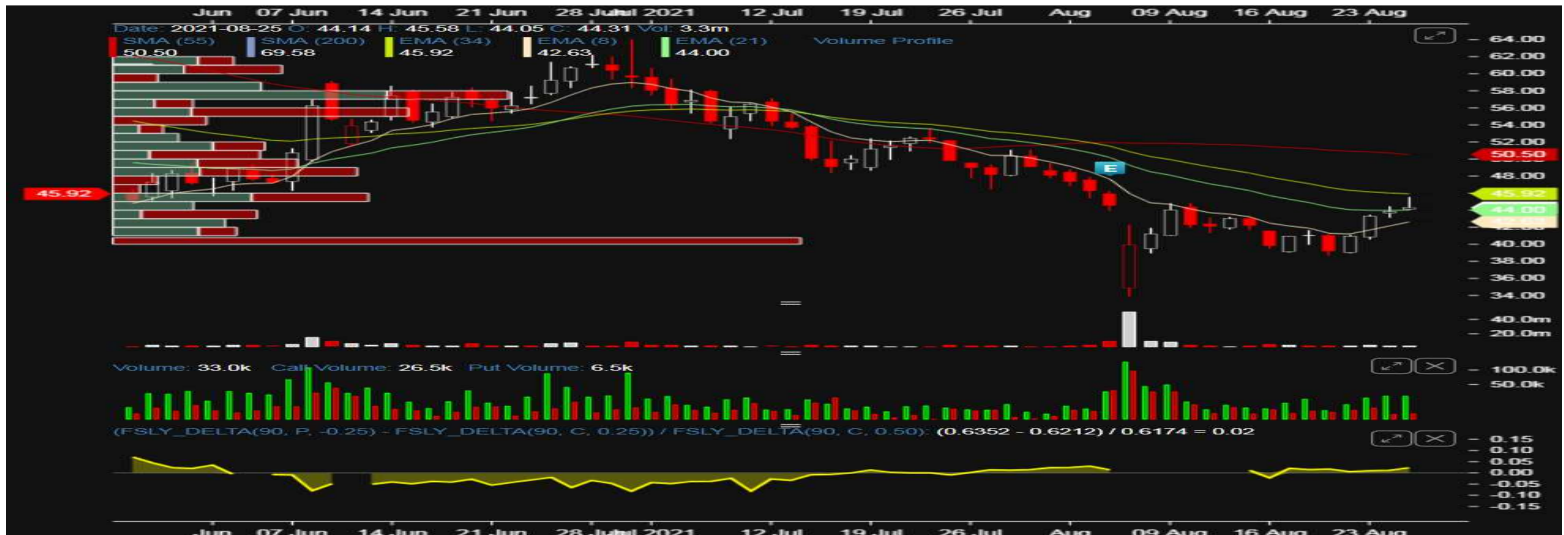 Jun 07 Jun 14 Jun 21 Jun 28 Jun Jul 2021 12 Jul 19 Jul 26 Jul Aug 09 Aug 16 Aug 23 Aug
Date: 2021-08-25 O: 44.14 H: 45.58 L: 44.05 C: 44.31 Vol: 3.3m
SMA (55) SMA (200) EMA (34) EMA (8) EMA (21) Volume Profile
50.50 69.58 45.92 42.63 44.00
64.00
62.00
60.00
58.00
56.00
54.00
52.00
50.50
E
48.00
45.92 45.92
44.00
42.00
40.00
38.00
36.00
34.00
40.0m
20.0m
Volume: 33.0k Call Volume: 26.5k Put Volume: 6.5k
100.0k
50.0k
(FSLY_DELTA(90, P, -0.25) - FSLY_DELTA(90, C, 0.25)) / FSLY_DELTA(90, C, 0.50): (0.6352 - 0.6212) / 0.6174 = 0.02
0.15
0.10
0.05
0.00
-0.05
-0.10
-0.15
Jun 07 Jun 14 Jun 21 Jun 28 Jun Jul 2021 12 Jul 19 Jul 26 Jul Aug 09 Aug 16 Aug 23 Aug